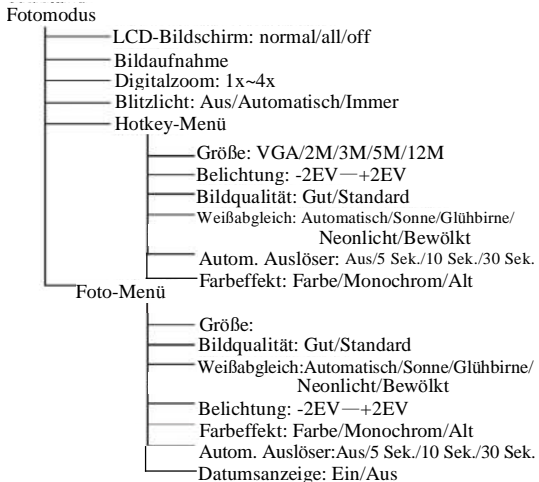 Fotomodus
LCD-Bildschirm: normal/all/off
Bildaufnahme
Digitalzoom: 1x~4x
Blitzlicht: Aus/Automatisch/Immer
Hotkey-Menü
Größe: VGA/2M/3M/5M/12M
Belichtung: -2EV—+2EV
Bildqualität: Gut/Standard
Weißabgleich: Automatisch/Sonne/Glühbirne/
Neonlicht/Bewölkt
Autom. Auslöser: Aus/5 Sek./10 Sek./30 Sek.
Farbeffekt: Farbe/Monochrom/Alt
Foto-Menü
Größe:
Bildqualität: Gut/Standard
Weißabgleich:Automatisch/Sonne/Glühbirne/
Neonlicht/Bewölkt
Belichtung: -2EV—+2EV
Farbeffekt: Farbe/Monochrom/Alt
Autom. Auslöser:Aus/5 Sek./10 Sek./30 Sek.
Datumsanzeige: Ein/Aus